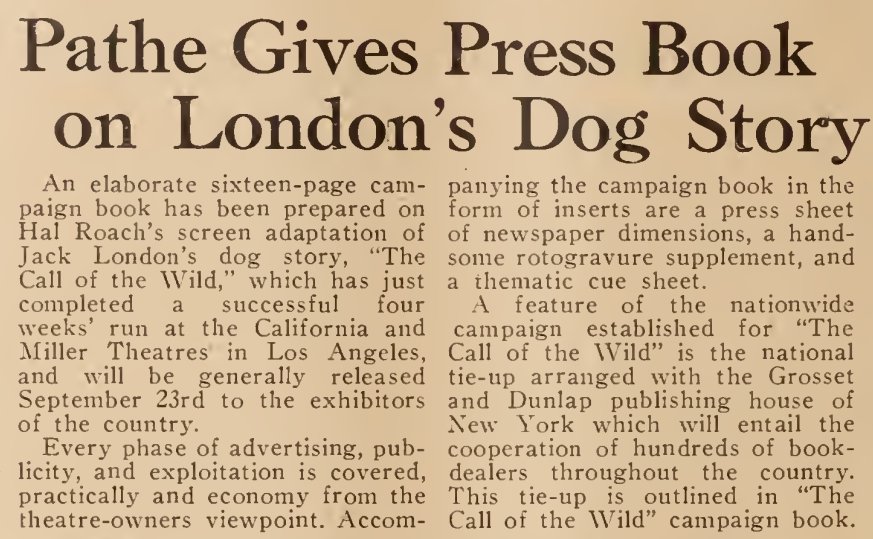 Pathe Gives Press Book
on London's Dog Story
An elaborate sixteen-page cam-
paign book has been prepared on
Hal Roach's screen adaptation of
Jack London's dog story, "The
Call of the Wild," which has just
completed a successful four
weeks' run at the California and
Miller Theatres in Los Angeles,
and will be generally released
September 23rd to the exhibitors
of the country.
Every phase of advertising, pub-
licity, and exploitation is covered,
practically and economy from the
theatre-owners viewpoint. Accom-
panying the campaign book in the
form of inserts are a press sheet
of newspaper dimensions, a hand-
some rotogravure supplement, and
a thematic cue sheet.
A feature of the nationwide
campaign established for "The
Call of the Wild" is the national
tie-up arranged with the Grosset
and Dunlap publishing house of
New York which will entail the
cooperation of hundreds of book-
dealers throughout the country.
This tie-up is outlined in "The
Call of the Wild" campaign book.